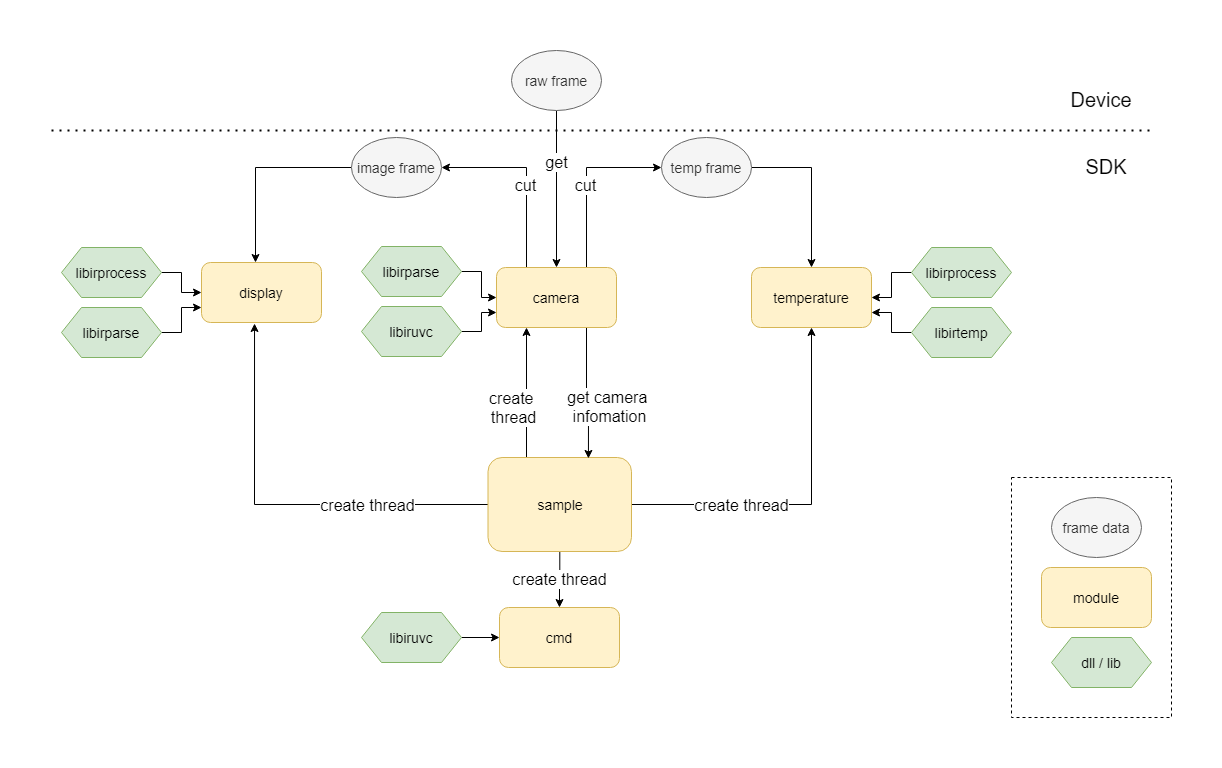 raw frame
Device
image frame
get
temp frame
SDK
cut
cut
libirprocess
display
libirparse
libirparse
camera
libiruvc
temperature
libirprocess
libirtemp
create
thread
get camera
infomation
create thread
sample
create thread
create thread
libiruvc
cmd
frame data
module
dll / lib